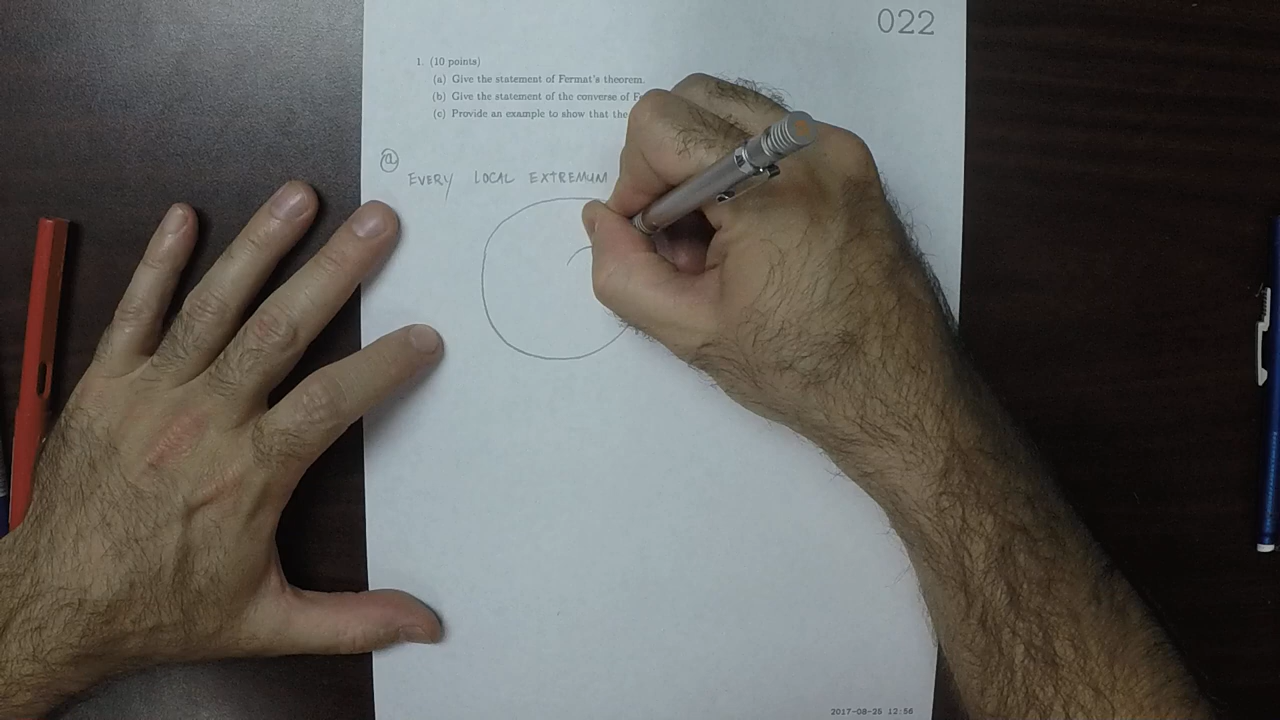 022
1. (10 points)
(a) Give the statement of Fermat's theorem.
(b) Give the statement of the converse of
(c) Provide an example to show that the
ⓐ
EVERY LOCAL EXTREMUM
2017-08-25 12:56